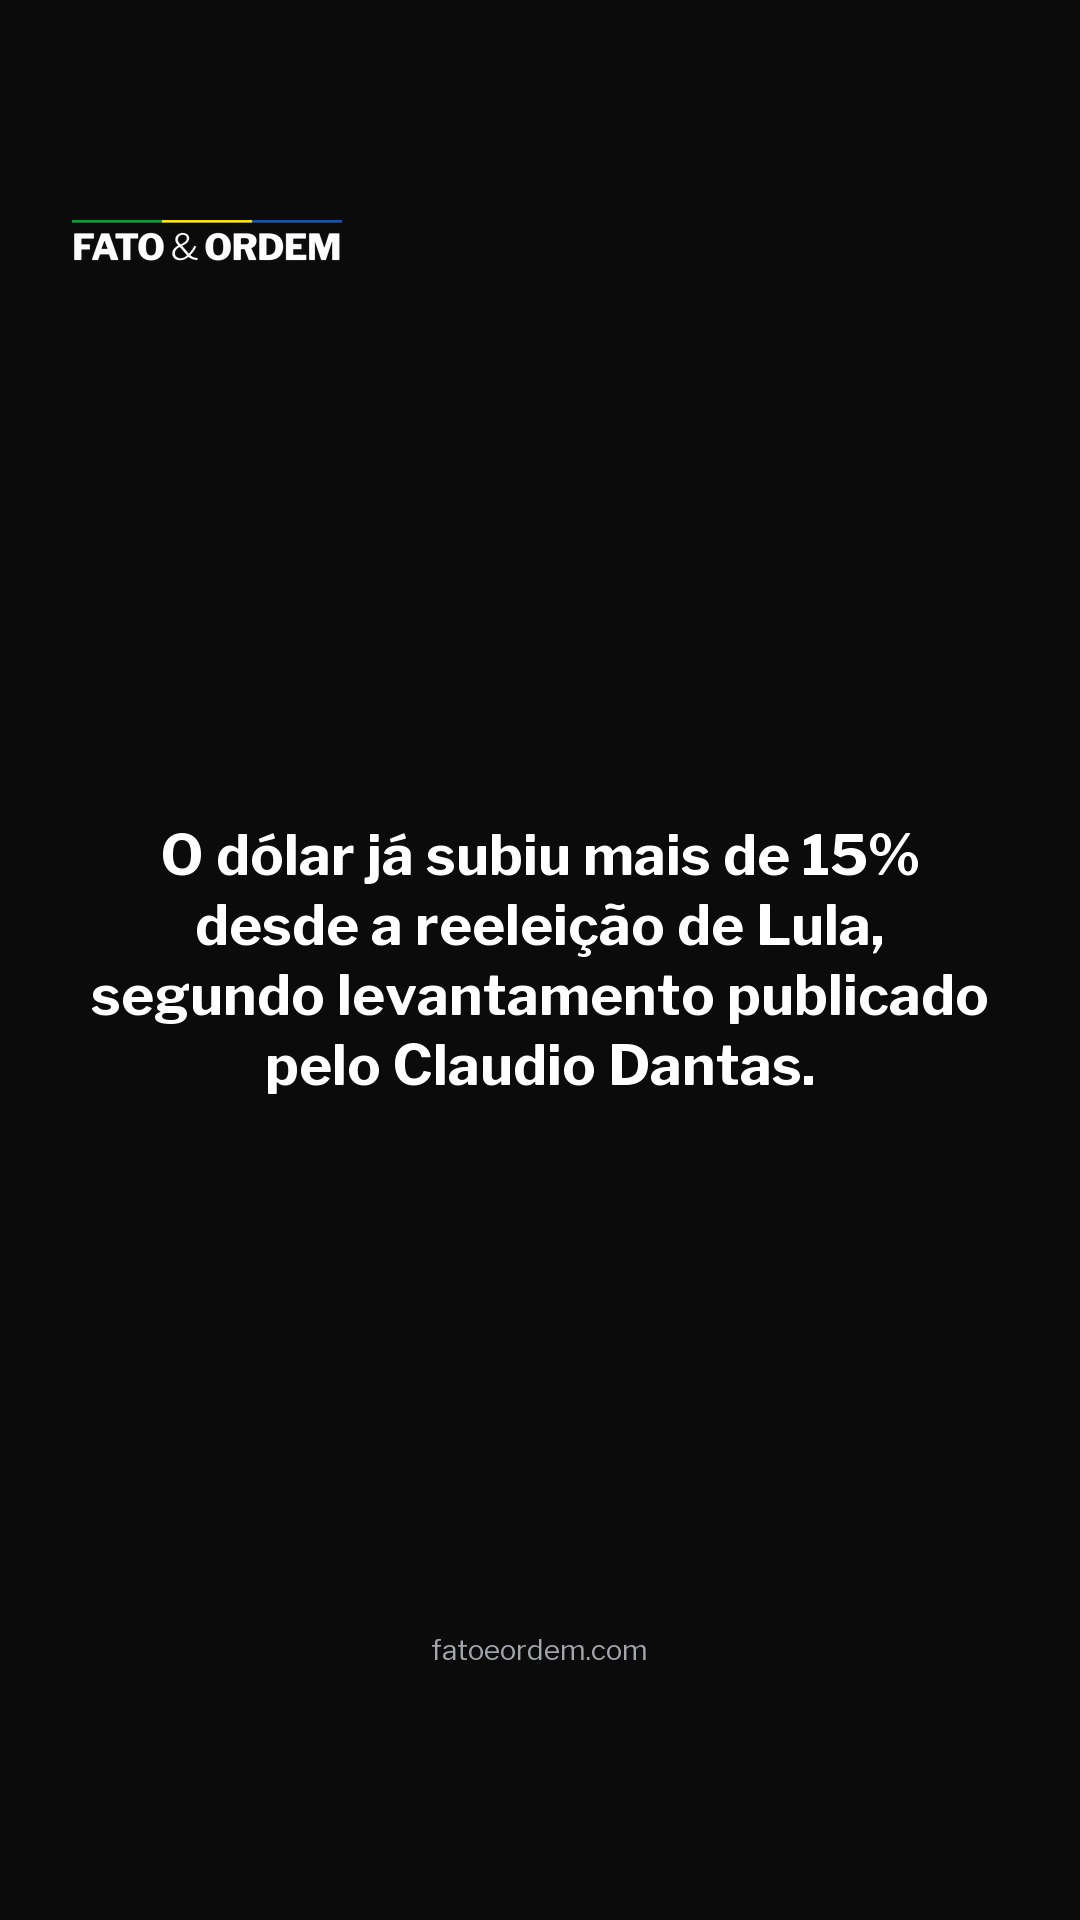 FATO & ORDEM
O dólar já subiu mais de 15%
desde a reeleição de Lula,
segundo levantamento publicado
pelo Claudio Dantas.
fatoeordem.com